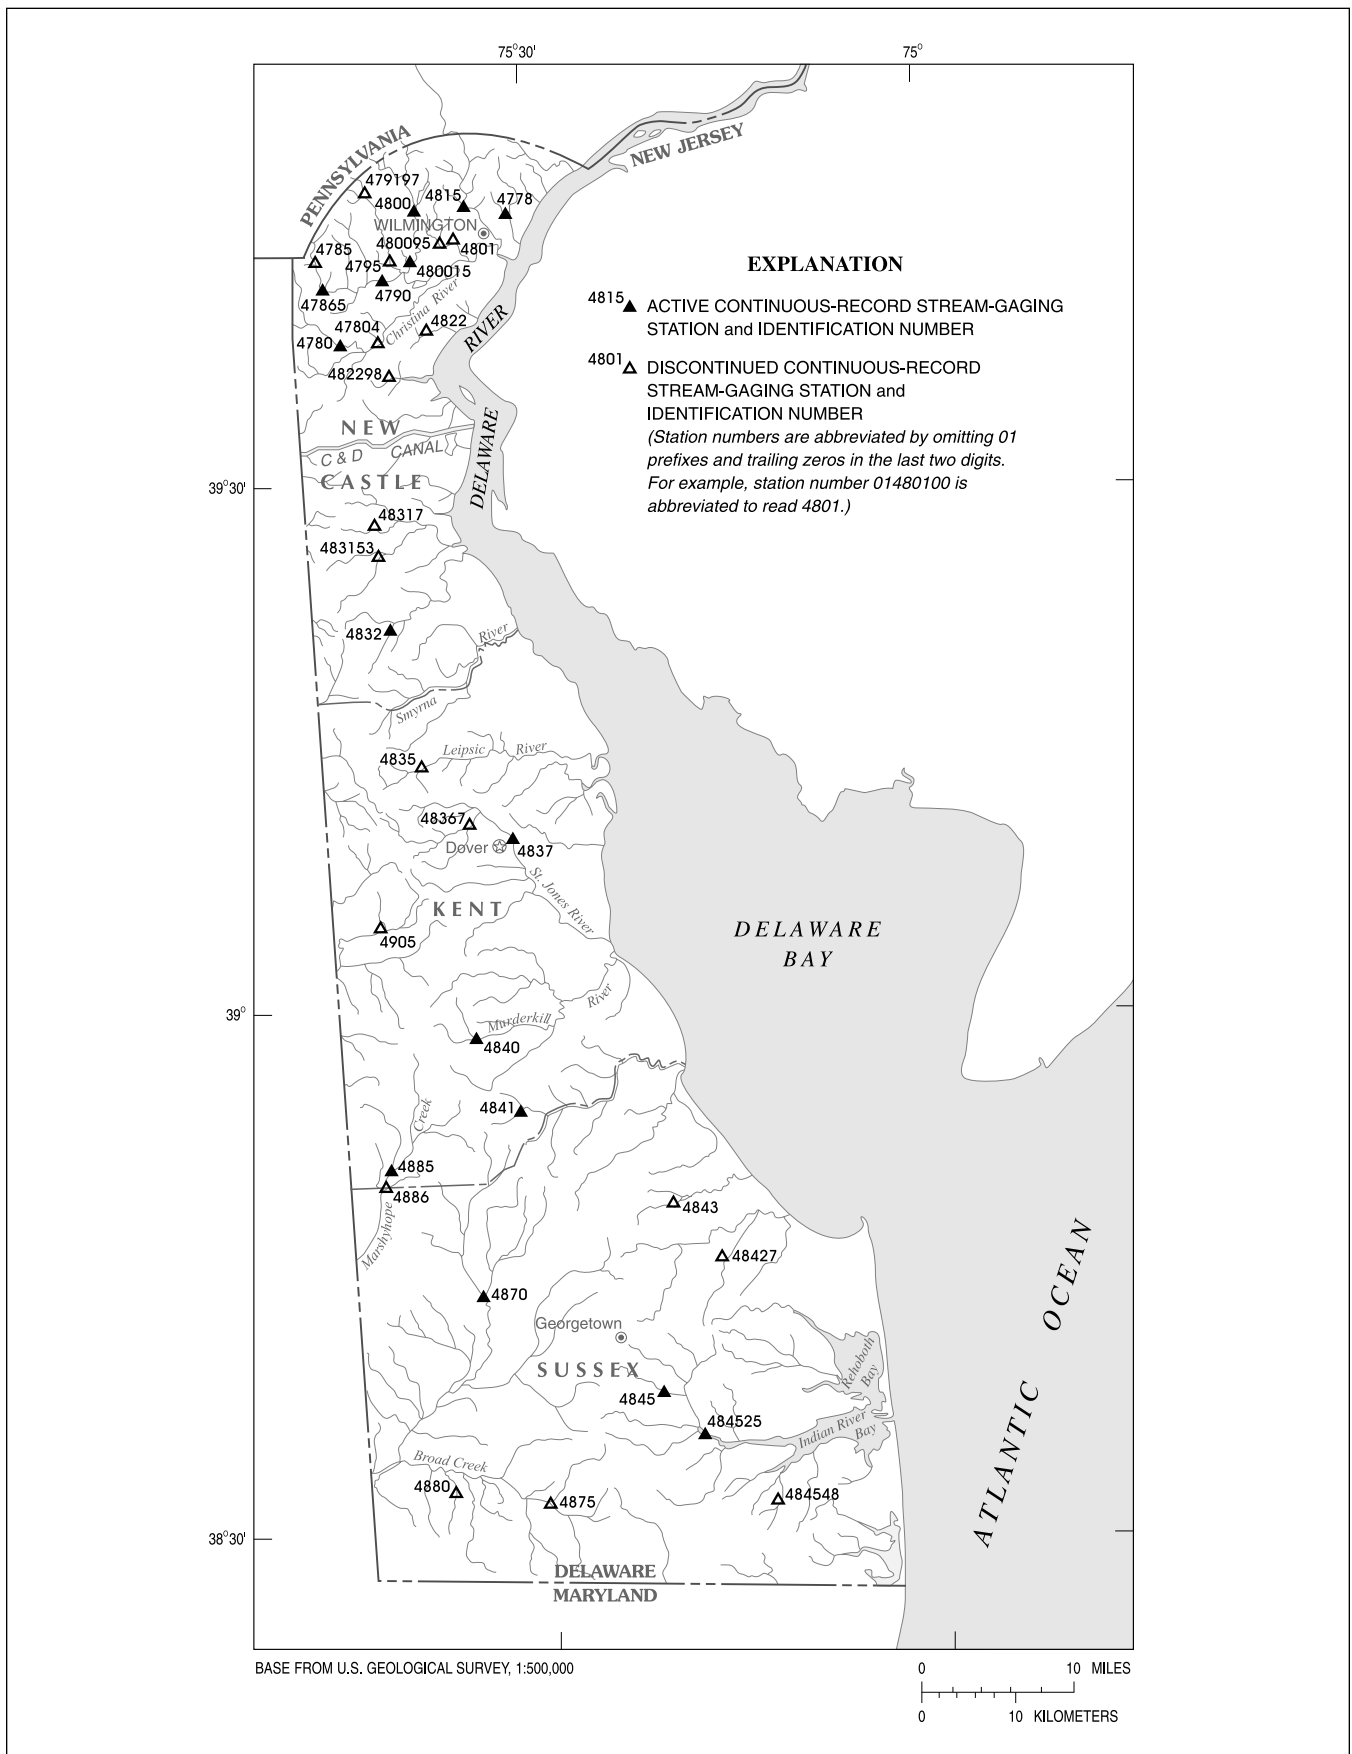 75°30'
75°
PENNSYLVANIA
NEW JERSEY
479197
4800
4815
4778
WILMINGTON
480095
4801
4785
4795
480015
47865
4790
Christina River
47804
4822
4780
482298
RIVER
DELAWARE
NEW
C & D CANAL
CASTLE
39°30'
48317
483153
4832
River
Smyrna
4835
Leipsic River
48367
Dover
4837
St. Jones River
KENT
4905
DELAWARE
BAY
39°
River
Murderkill
4840
4841
Creek
4885
4886
Marshyhope
4843
48427
4870
Georgetown
SUSSEX
Rehoboth
Bay
4845
484525
Indian River
Bay
Broad Creek
4880
4875
484548
ATLANTIC OCEAN
38°30'
DELAWARE
MARYLAND
EXPLANATION
4815 ACTIVE CONTINUOUS-RECORD STREAM-GAGING
STATION and IDENTIFICATION NUMBER
4801 DISCONTINUED CONTINUOUS-RECORD
STREAM-GAGING STATION and
IDENTIFICATION NUMBER
(Station numbers are abbreviated by omitting 01
prefixes and trailing zeros in the last two digits.
For example, station number 01480100 is
abbreviated to read 4801.)
BASE FROM U.S. GEOLOGICAL SURVEY, 1:500,000
0 10 MILES
0 10 KILOMETERS